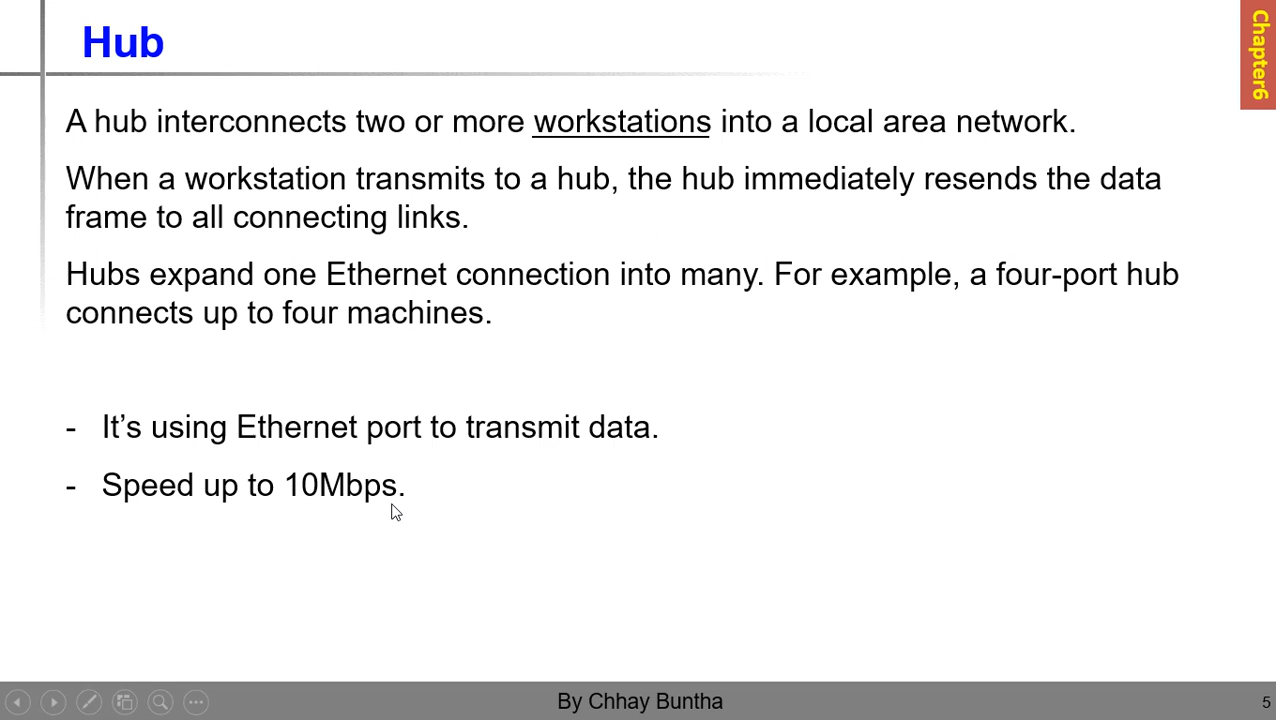 Hub
Chapter6
A hub interconnects two or more workstations into a local area network.
When a workstation transmits to a hub, the hub immediately resends the data
frame to all connecting links.
Hubs expand one Ethernet connection into many. For example, a four-port hub
connects up to four machines.
- It’s using Ethernet port to transmit data.
- Speed up to 10Mbps.
By Chhay Buntha
5